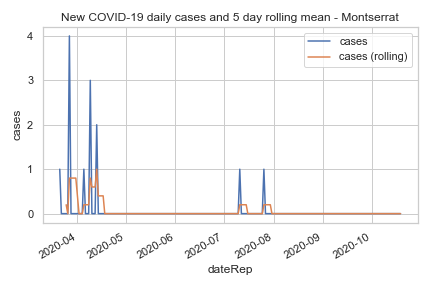 New COVID-19 daily cases and 5 day rolling mean - Montserrat
cases
cases (rolling)
4
3
2
1
0
cases
2020-04
2020-05
2020-06
2020-07
2020-08
2020-09
2020-10
dateRep